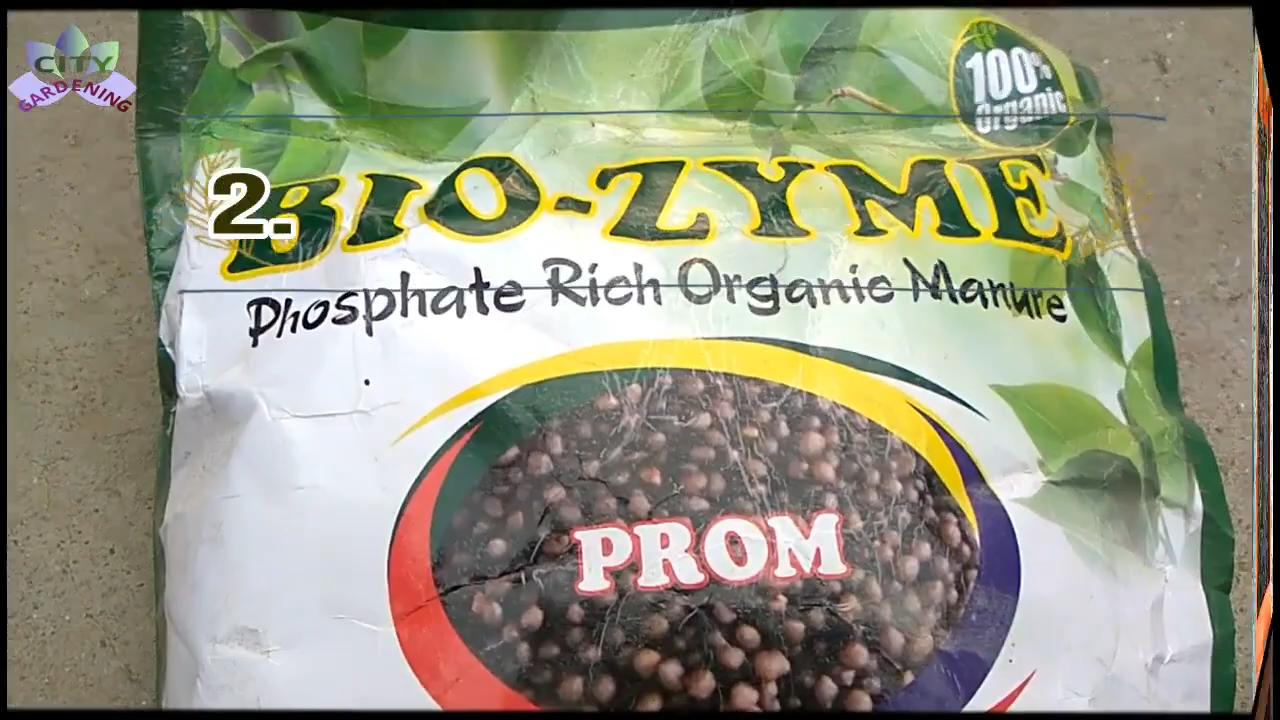 CITY
GARDENING
100%
Organic
2.
BIO-ZYME
Phosphate Rich Organic Manure
PROM